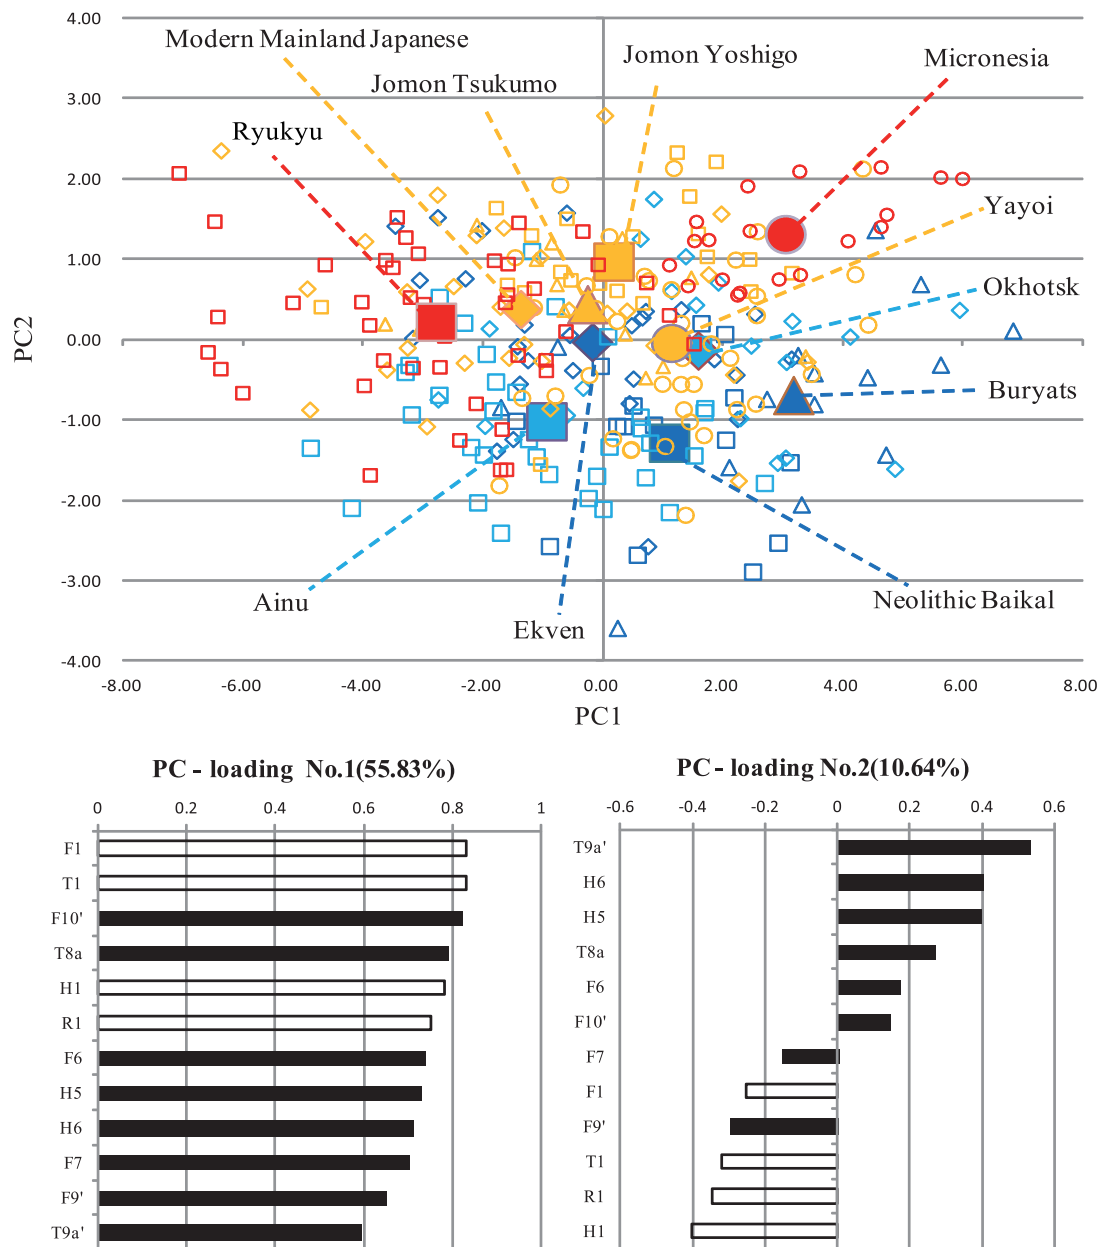 4.00
Modern Mainland Japanese
Jomon Yoshigo
Micronesia
Jomon Tsukumo
3.00
Ryukyu
2.00
Yayoi
1.00
Okhotsk
PC2
0.00
Buryats
-1.00
-2.00
-3.00
Ainu
Neolithic Baikal
Ekven
-4.00
-8.00 -6.00 -4.00 -2.00 0.00 2.00 4.00 6.00 8.00
PC1
PC - loading No.1(55.83%)
0 0.2 0.4 0.6 0.8 1
F1
T1
F10'
T8a
H1
R1
F6
H5
H6
F7
F9'
T9a'
PC - loading No.2(10.64%)
-0.6 -0.4 -0.2 0 0.2 0.4 0.6
T9a'
H6
H5
T8a
F6
F10'
F7
F1
F9'
T1
R1
H1